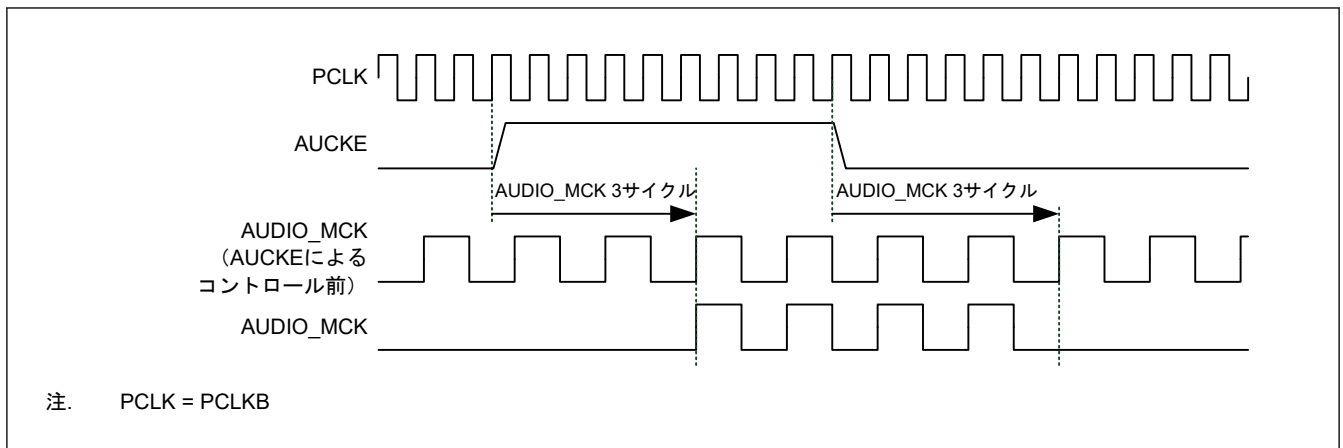 PCLK
AUCKE
AUDIO_MCK 3サイクル
AUDIO_MCK 3サイクル
AUDIO_MCK
（AUCKEによる
コントロール前）
AUDIO_MCK
注. PCLK = PCLKB